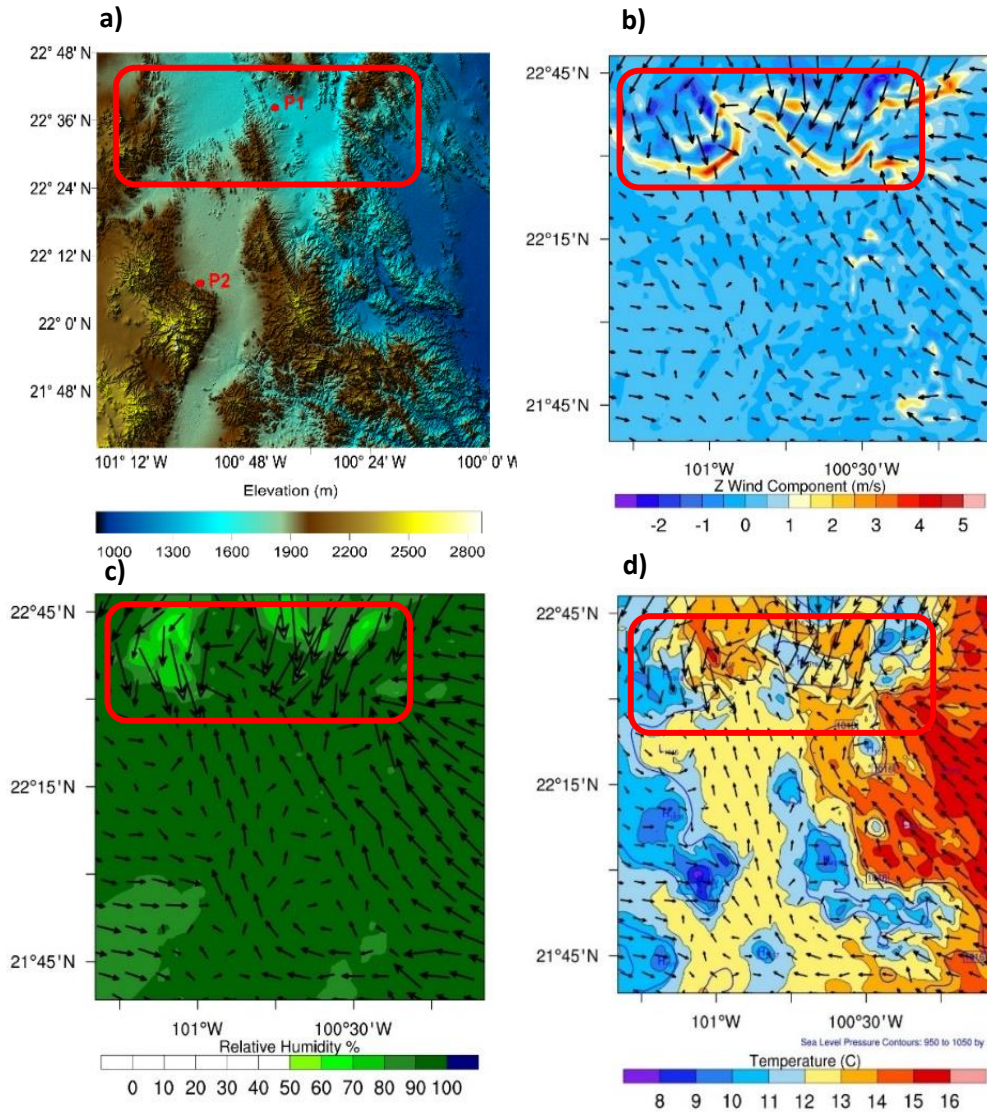 a)
22° 48' N
22° 36' N
22° 24' N
22° 12' N
22° 0' N
21° 48' N
P1
P2
101° 12' W 100° 48' W 100° 24' W 100° 0' W
Elevation (m)
1000 1300 1600 1900 2200 2500 2800
b)
22°45'N
22°15'N
21°45'N
101°W 100°30'W
Z Wind Component (m/s)
-2 -1 0 1 2 3 4 5
c)
22°45'N
22°15'N
21°45'N
101°W 100°30'W
Relative Humidity %
0 10 20 30 40 50 60 70 80 90 100
d)
22°45'N
22°15'N
21°45'N
101°W 100°30'W
Sea Level Pressure Contours: 950 to 1050 by
Temperature (C)
8 9 10 11 12 13 14 15 16